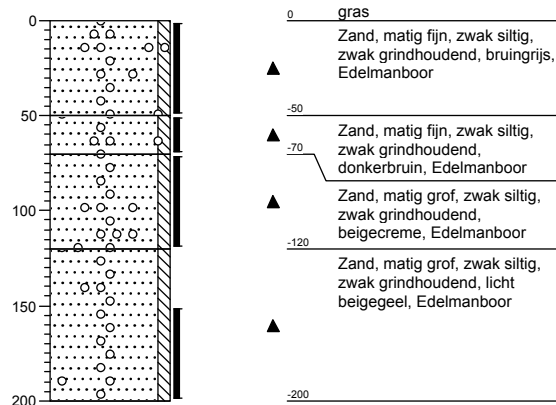 0
50
100
150
200
0
gras
Zand, matig fijn, zwak siltig,
zwak grindhoudend, bruingrijs,
Edelmanboor
-50
Zand, matig fijn, zwak siltig,
zwak grindhoudend,
donkerbruin, Edelmanboor
-70
Zand, matig grof, zwak siltig,
zwak grindhoudend,
beigecreme, Edelmanboor
-120
Zand, matig grof, zwak siltig,
zwak grindhoudend, licht
beigegeel, Edelmanboor
-200